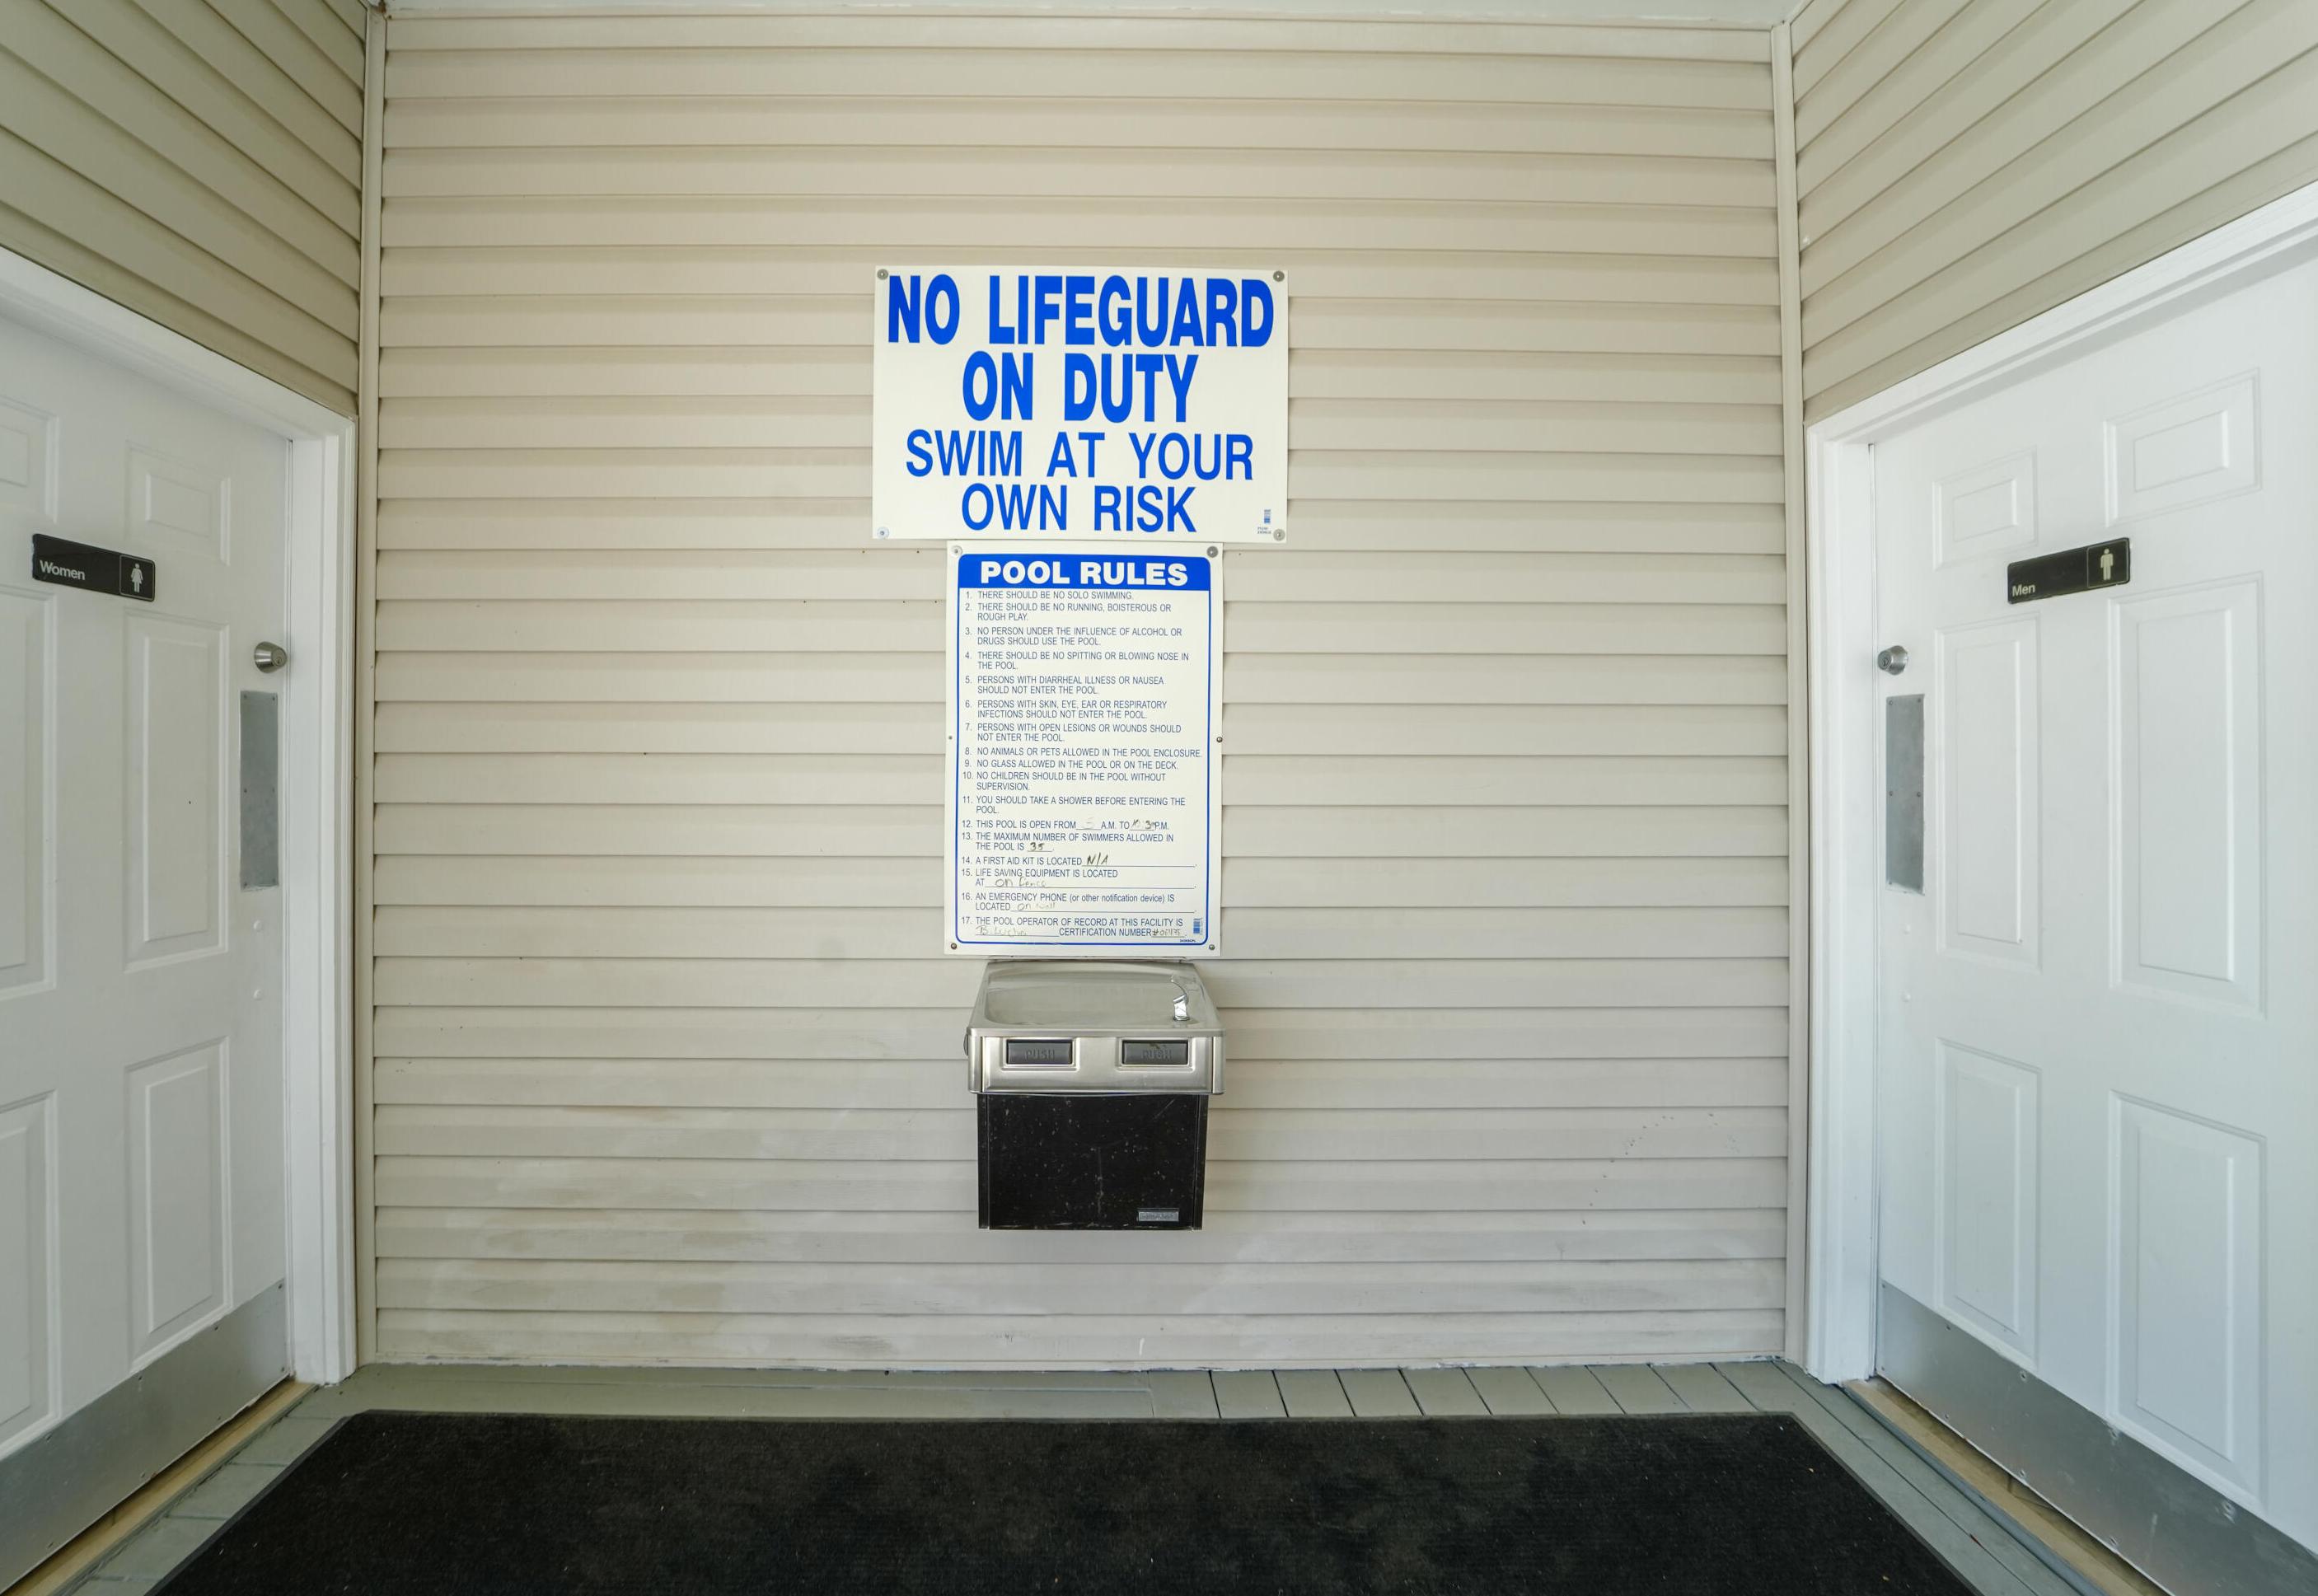 NO LIFEGUARD
ON DUTY
SWIM AT YOUR
OWN RISK
Women
Men
POOL RULES
1. THERE SHOULD BE NO SOLO SWIMMING.
2. THERE SHOULD BE NO RUNNING, BOISTEROUS OR
ROUGH PLAY.
3. NO PERSON UNDER THE INFLUENCE OF ALCOHOL OR
DRUGS SHOULD USE THE POOL.
4. THERE SHOULD BE NO SPITTING OR BLOWING NOSE IN
THE POOL.
5. PERSONS WITH DIARRHEAL ILLNESS OR NAUSEA
SHOULD NOT ENTER THE POOL.
6. PERSONS WITH SKIN, EYE, EAR OR RESPIRATORY
INFECTIONS SHOULD NOT ENTER THE POOL.
7. PERSONS WITH OPEN LESIONS OR WOUNDS SHOULD
NOT ENTER THE POOL.
8. NO ANIMALS OR PETS ALLOWED IN THE POOL ENCLOSURE.
9. NO GLASS ALLOWED IN THE POOL OR ON THE DECK.
10. NO CHILDREN SHOULD BE IN THE POOL WITHOUT
SUPERVISION.
11. YOU SHOULD TAKE A SHOWER BEFORE ENTERING THE
POOL.
12. THIS POOL IS OPEN FROM A.M. TO P.M.
13. THE MAXIMUM NUMBER OF SWIMMERS ALLOWED IN
THE POOL IS 35.
14. A FIRST AID KIT IS LOCATED N/A.
15. LIFE SAVING EQUIPMENT IS LOCATED
AT on fence.
16. AN EMERGENCY PHONE (or other notification device) IS
LOCATED on wall.
17. THE POOL OPERATOR OF RECORD AT THIS FACILITY IS
CERTIFICATION NUMBER
PUSH
PUSH